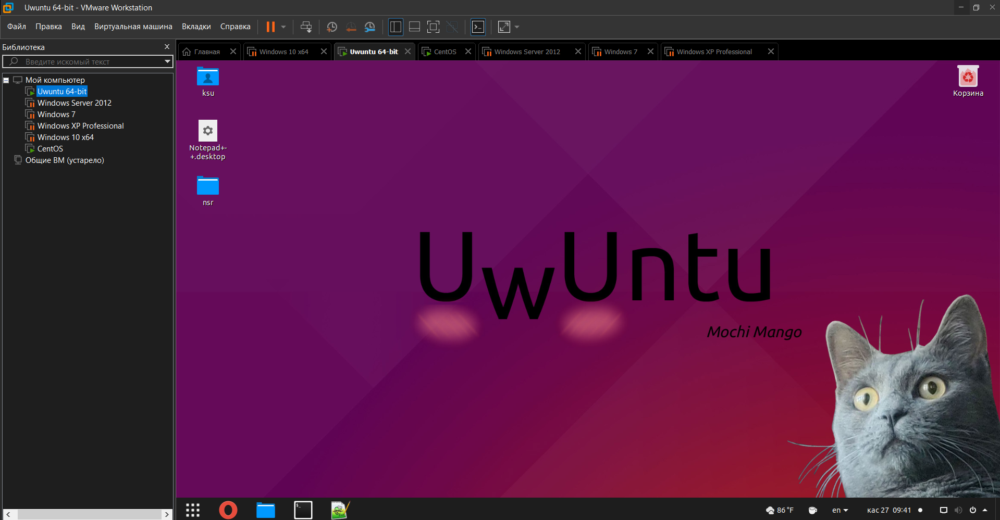 Uwuntu 64-bit - VMware Workstation
Файл Правка Вид Виртуальная машина Вкладки Справка
Библиотека
Введите искомый текст
Мой компьютер
Uwuntu 64-bit
Windows Server 2012
Windows 7
Windows XP Professional
Windows 10 x64
CentOS
Общие ВМ (устарело)
Главная Windows 10 x64 Uwuntu 64-bit CentOS Windows Server 2012 Windows 7 Windows XP Professional
ksu
Notepad+-
+.desktop
nsr
Корзина
UwUntu
Mochi Mango
86 °F en кас 27 09:41